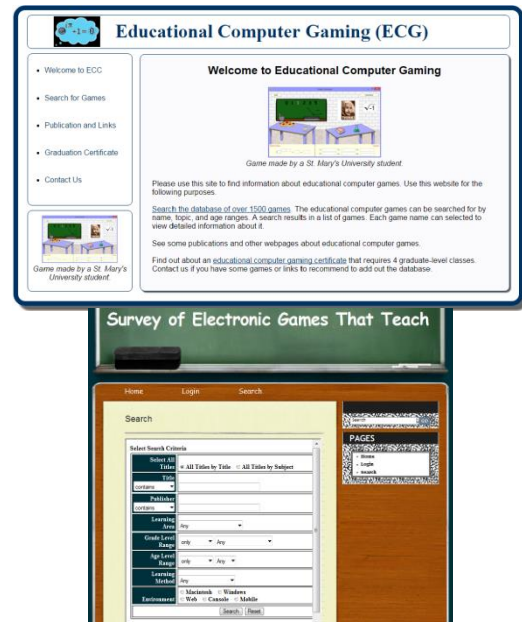 Educational Computer Gaming (ECG)
Welcome to ECC
Search for Games
Publication and Links
Graduation Certificate
Contact Us
Game made by a St. Mary's
University student
Welcome to Educational Computer Gaming
Game made by a St. Mary's University student
Please use this site to find information about educational computer games. Use this website for the
following purposes.
Search the database of over 1500 games. The educational computer games can be searched for by
name, topic, and age ranges. A search results in a list of games. Each game name can selected to
view detailed information about it.
See some publications and other webpages about educational computer games.
Find out about an educational computer gaming certificate that requires 4 graduate-level classes.
Contact us if you have some games or links to recommend to add out the database.
Survey of Electronic Games That Teach
Home Login Search
Search
Select Search Criteria
Select All
Titles All Titles by Title All Titles by Subject
Title
contains
Publisher
contains
Learning
Area Any
Grade Level
Range only Any
Age Level
Range only Any
Learning
Method Any
Environment Macintosh Windows
Web Console Mobile
Search Reset
PAGES
Home
Login
Search